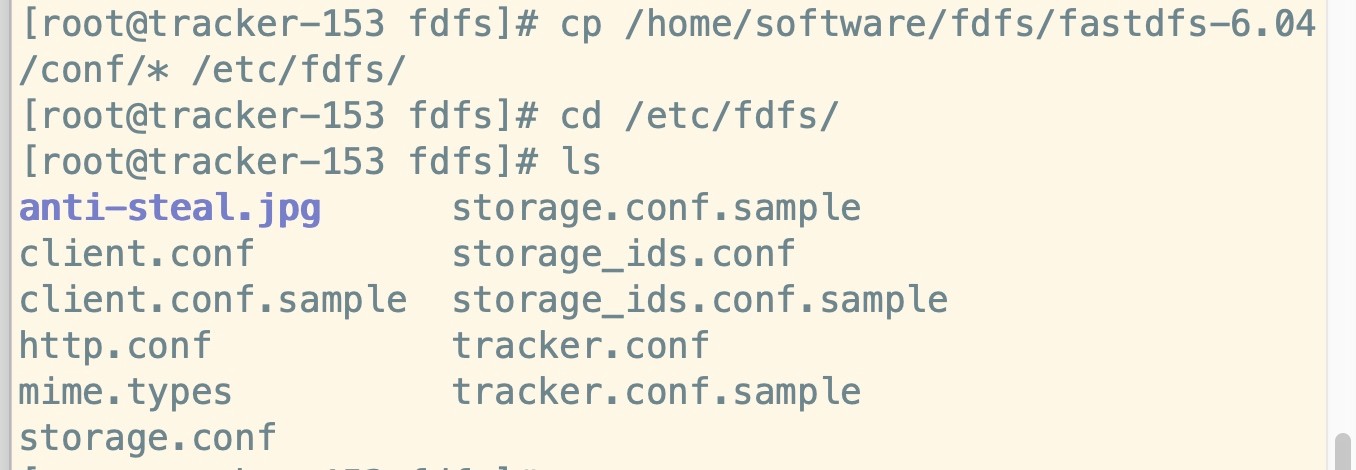 [root@tracker-153 fdfs]# cp /home/software/fdfs/fastdfs-6.04
/conf/* /etc/fdfs/
[root@tracker-153 fdfs]# cd /etc/fdfs/
[root@tracker-153 fdfs]# ls
anti-steal.jpg      storage.conf.sample
client.conf         storage_ids.conf
client.conf.sample  storage_ids.conf.sample
http.conf           tracker.conf
mime.types          tracker.conf.sample
storage.conf